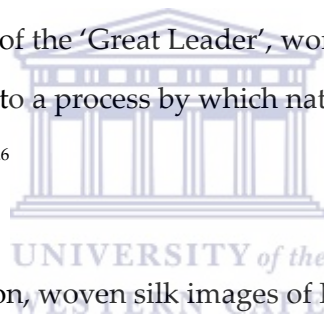 of the ‘Great Leader’, wor
to a process by which nat
16
UNIVERSITY of the
on, woven silk images of
WESTERN CAPE